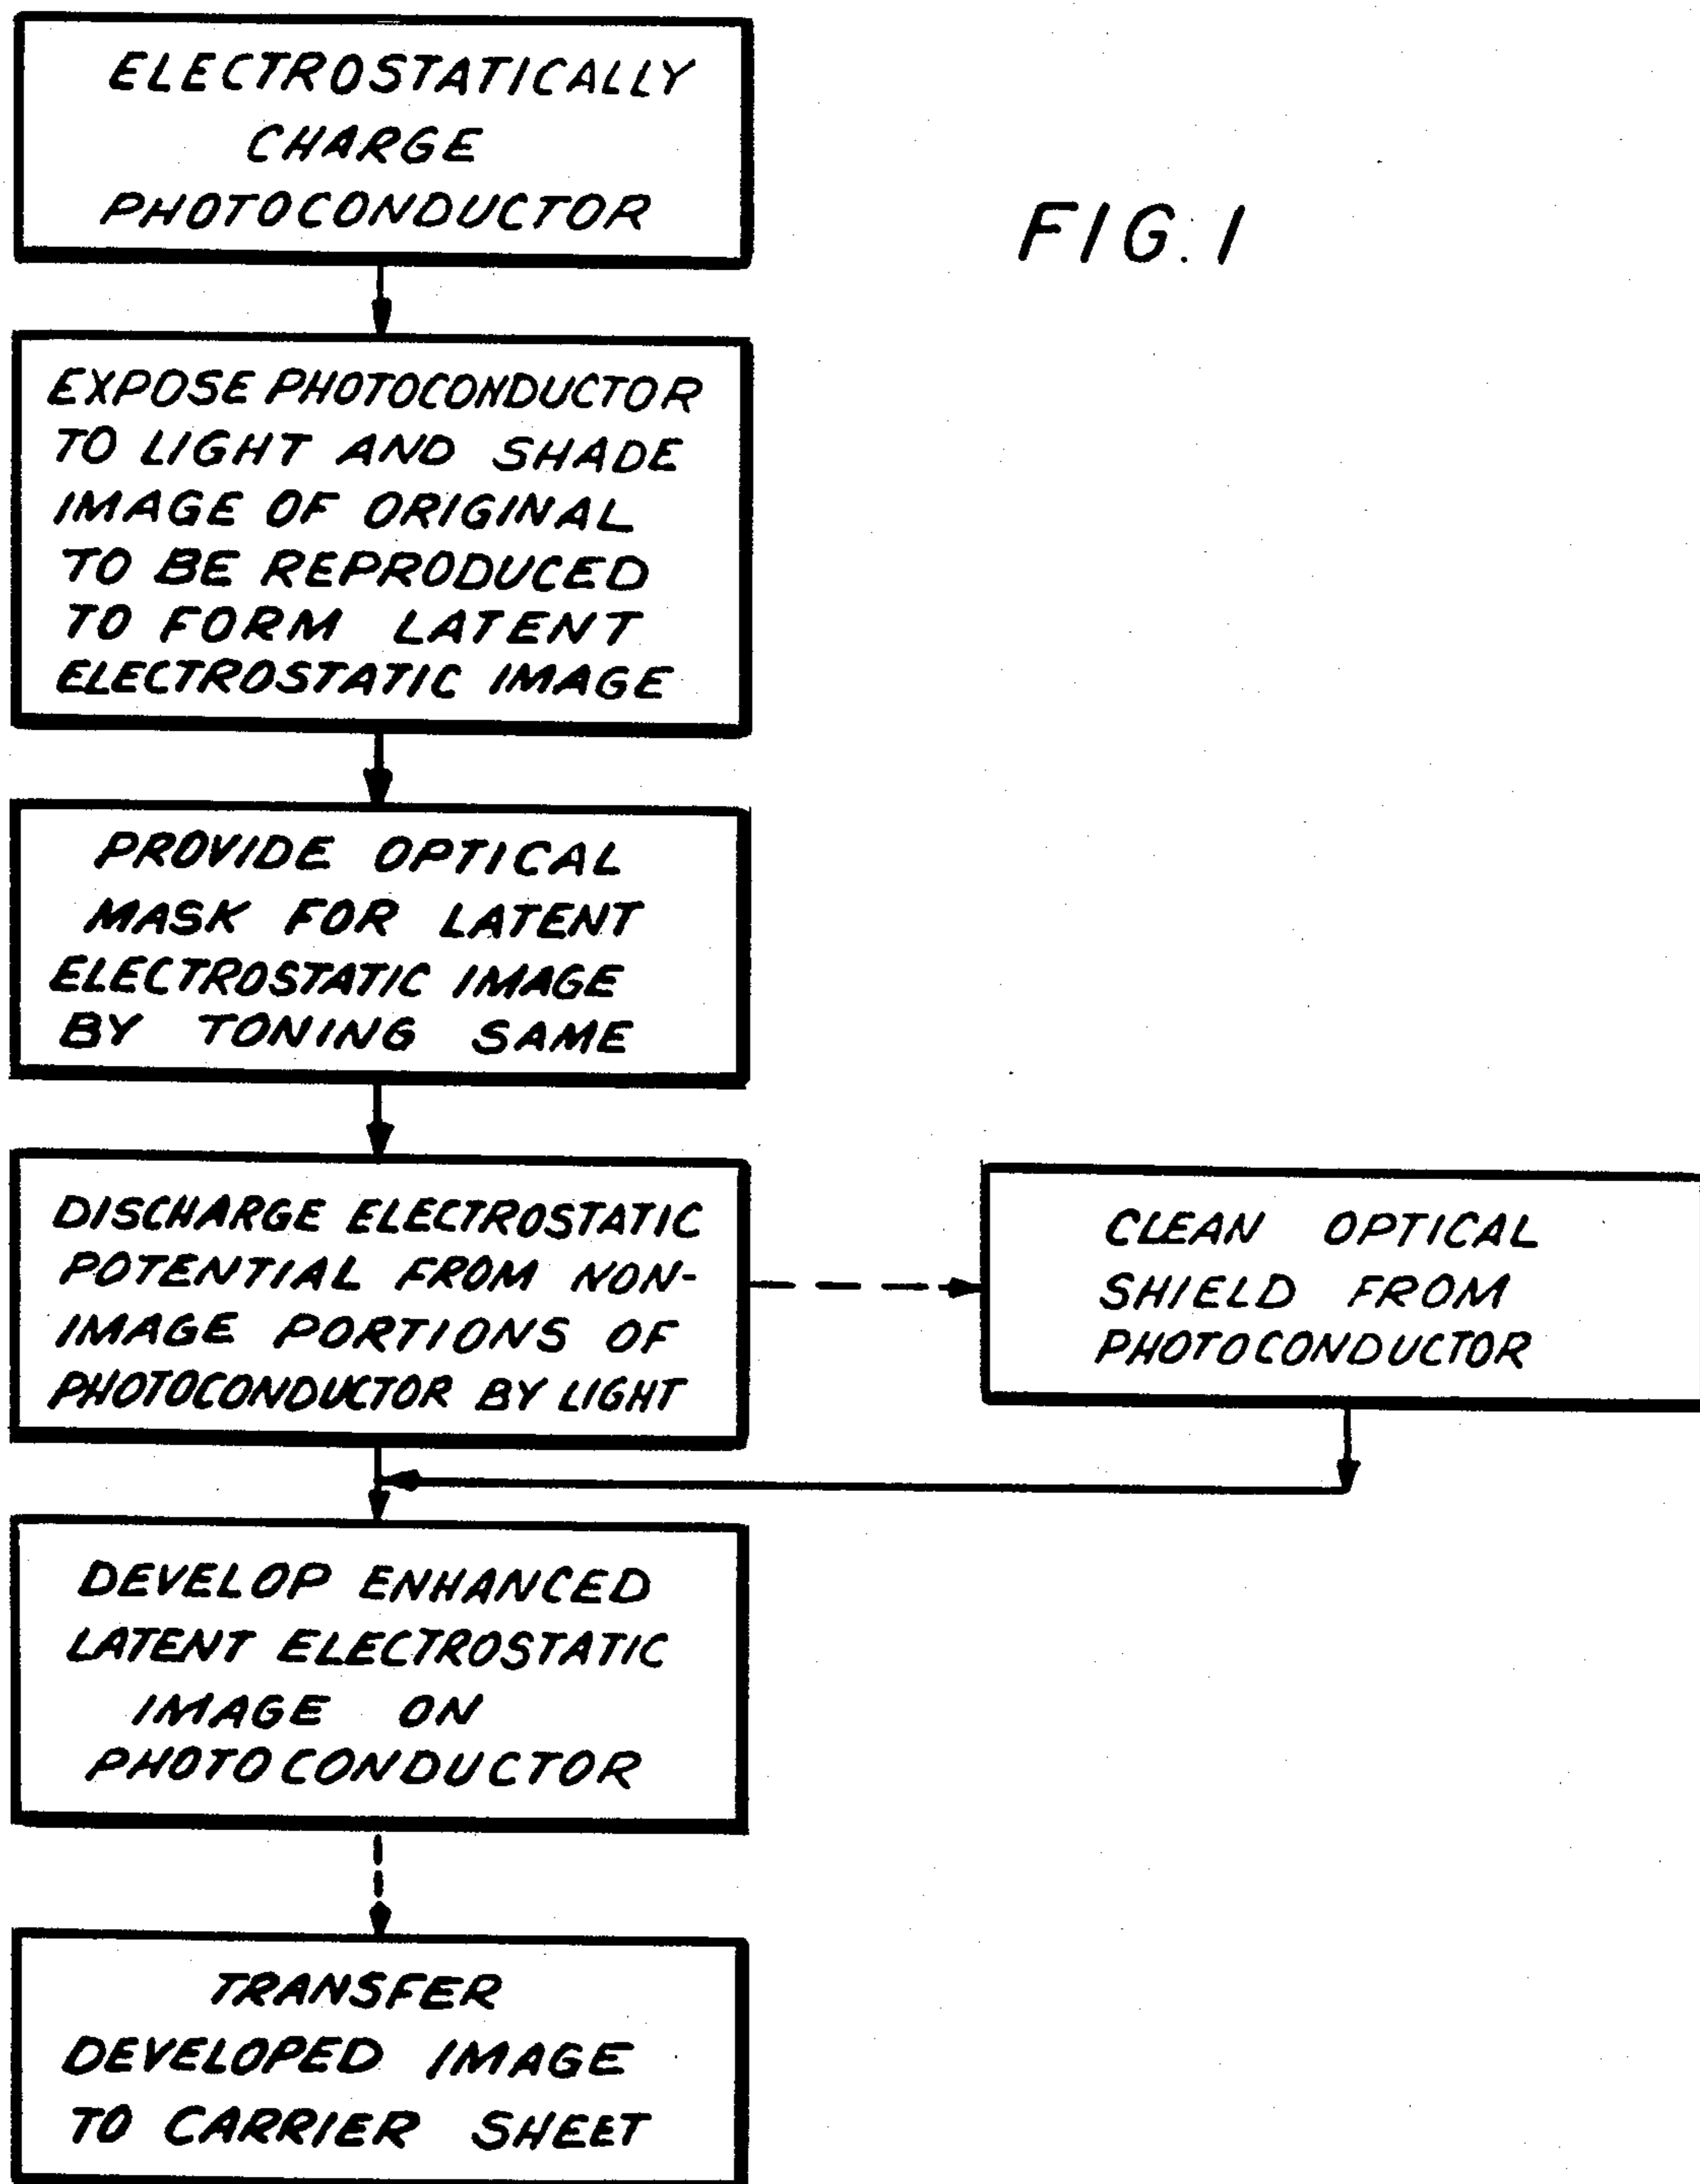 ELECTROSTATICALLY
CHARGE
PHOTOCONDUCTOR
FIG. 1
EXPOSE PHOTOCONDUCTOR
TO LIGHT AND SHADE
IMAGE OF ORIGINAL
TO BE REPRODUCED
TO FORM LATENT
ELECTROSTATIC IMAGE
PROVIDE OPTICAL
MASK FOR LATENT
ELECTROSTATIC IMAGE
BY TONING SAME
DISCHARGE ELECTROSTATIC
POTENTIAL FROM NON-
IMAGE PORTIONS OF
PHOTOCONDUCTOR BY LIGHT
CLEAN OPTICAL
SHIELD FROM
PHOTOCONDUCTOR
DEVELOP ENHANCED
LATENT ELECTROSTATIC
IMAGE ON
PHOTOCONDUCTOR
TRANSFER
DEVELOPED IMAGE
TO CARRIER SHEET